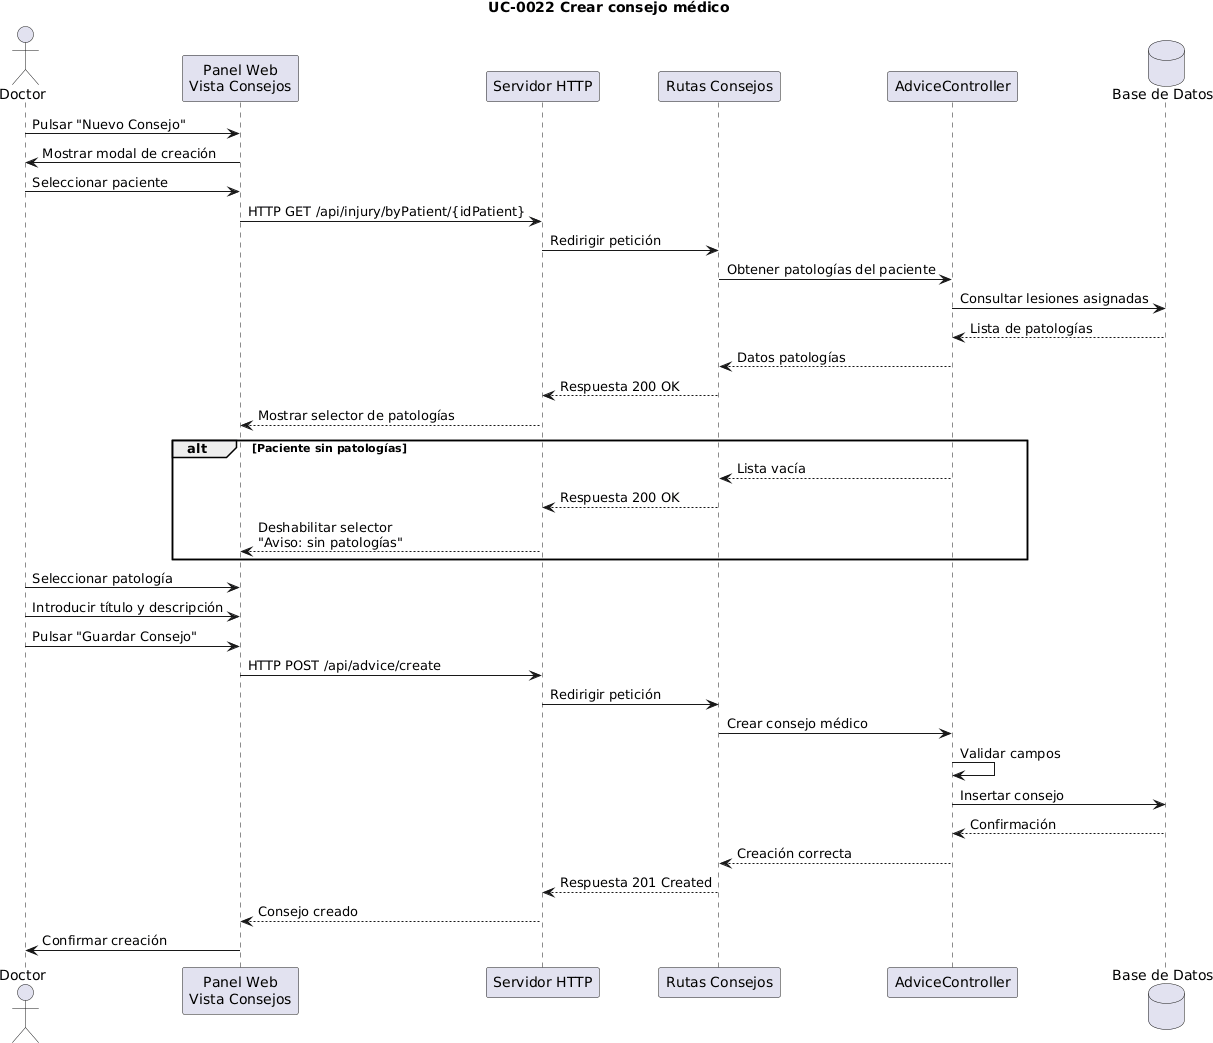 UC-0022 Crear consejo médico
Doctor
Panel Web
Vista Consejos
Servidor HTTP
Rutas Consejos
AdviceController
Base de Datos
Pulsar "Nuevo Consejo"
Mostrar modal de creación
Seleccionar paciente
HTTP GET /api/injury/byPatient/{idPatient}
Redirigir petición
Obtener patologías del paciente
Consultar lesiones asignadas
Lista de patologías
Datos patologías
Respuesta 200 OK
Mostrar selector de patologías
alt
[Paciente sin patologías]
Lista vacía
Respuesta 200 OK
Deshabilitar selector
"Aviso: sin patologías"
Seleccionar patología
Introducir título y descripción
Pulsar "Guardar Consejo"
HTTP POST /api/advice/create
Redirigir petición
Crear consejo médico
Validar campos
Insertar consejo
Confirmación
Creación correcta
Respuesta 201 Created
Consejo creado
Confirmar creación
Doctor
Panel Web
Vista Consejos
Servidor HTTP
Rutas Consejos
AdviceController
Base de Datos